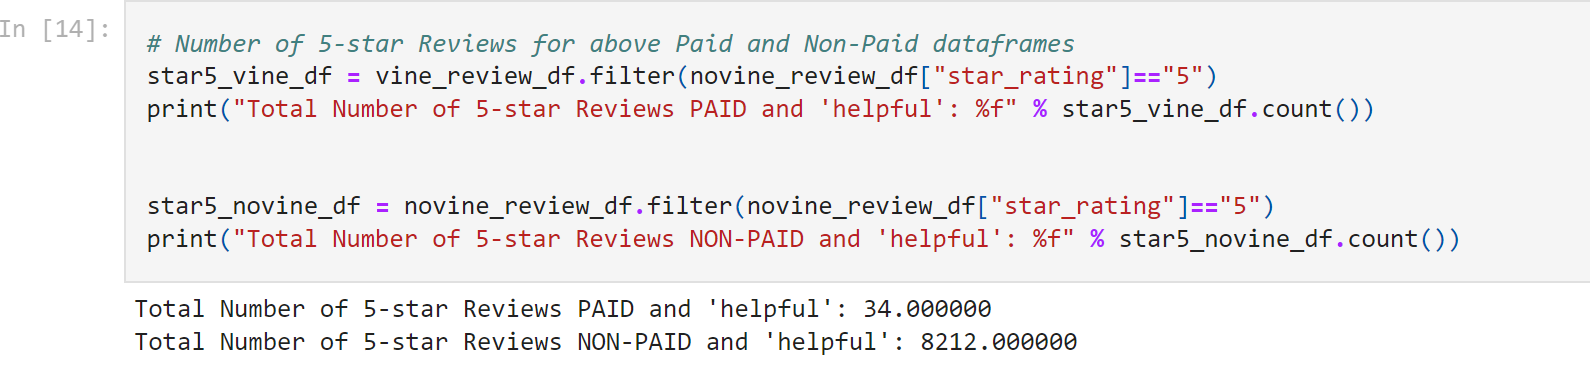 In [14]:
# Number of 5-star Reviews for above Paid and Non-Paid dataframes
star5_vine_df = vine_review_df.filter(novine_review_df["star_rating"]=="5")
print("Total Number of 5-star Reviews PAID and 'helpful': %f" % star5_vine_df.count())
star5_novine_df = novine_review_df.filter(novine_review_df["star_rating"]=="5")
print("Total Number of 5-star Reviews NON-PAID and 'helpful': %f" % star5_novine_df.count())
Total Number of 5-star Reviews PAID and 'helpful': 34.000000
Total Number of 5-star Reviews NON-PAID and 'helpful': 8212.000000